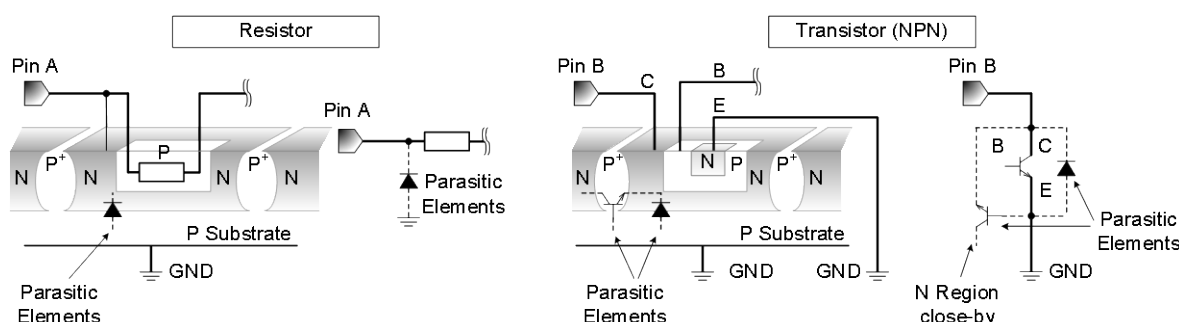 Resistor
Transistor (NPN)
Pin A
Pin A
N
P+
N
P
N
P+
N
Parasitic
Elements
P Substrate
GND
Parasitic
Elements
Pin B
C
B
E
N
P+
N
N
P
N
P+
N
P Substrate
GND
GND
Parasitic
Elements
Pin B
B
C
E
Parasitic
Elements
GND
N Region
close-by